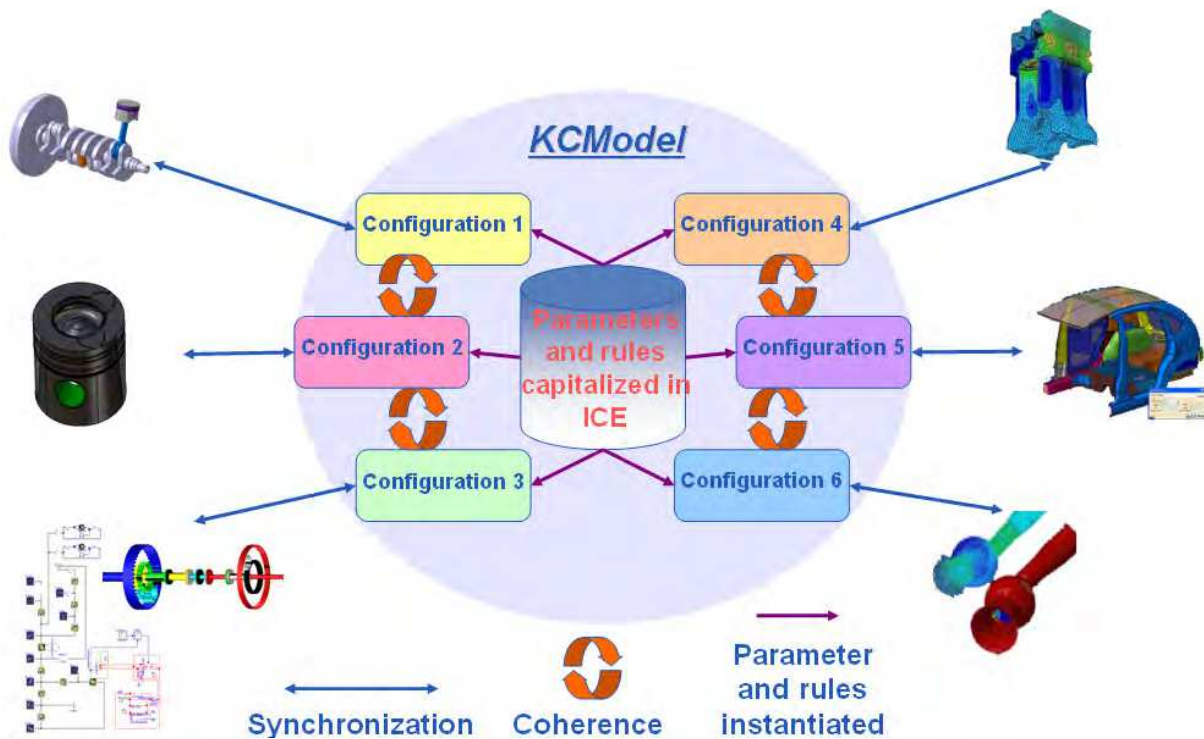 KCModel
Configuration 1
Configuration 4
Parameters
and rules
capitalized in
ICE
Configuration 2
Configuration 5
Configuration 3
Configuration 6
Synchronization
Coherence
Parameter
and rules
instantiated